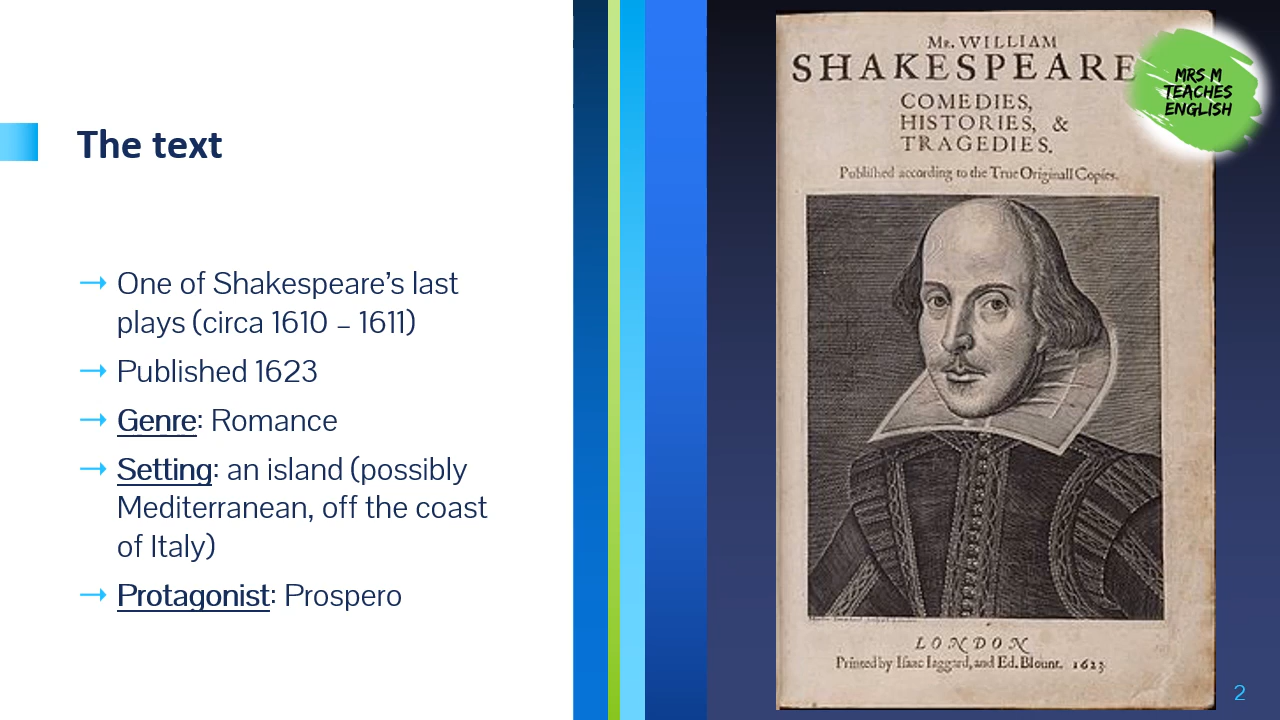 The text
→ One of Shakespeare's last
plays (circa 1610 – 1611)
→ Published 1623
→ Genre: Romance
→ Setting: an island (possibly
Mediterranean, off the coast
of Italy)
→ Protagonist: Prospero
Mr. WILLIAM
SHAKESPEARE
COMEDIES,
HISTORIES, &
TRAGEDIES.
Publiſhed according to the True Originall Copies.
LONDON
Printed by Iſaac Iaggard, and Ed. Blount. 1623
MRS M
TEACHES
ENGLISH
2